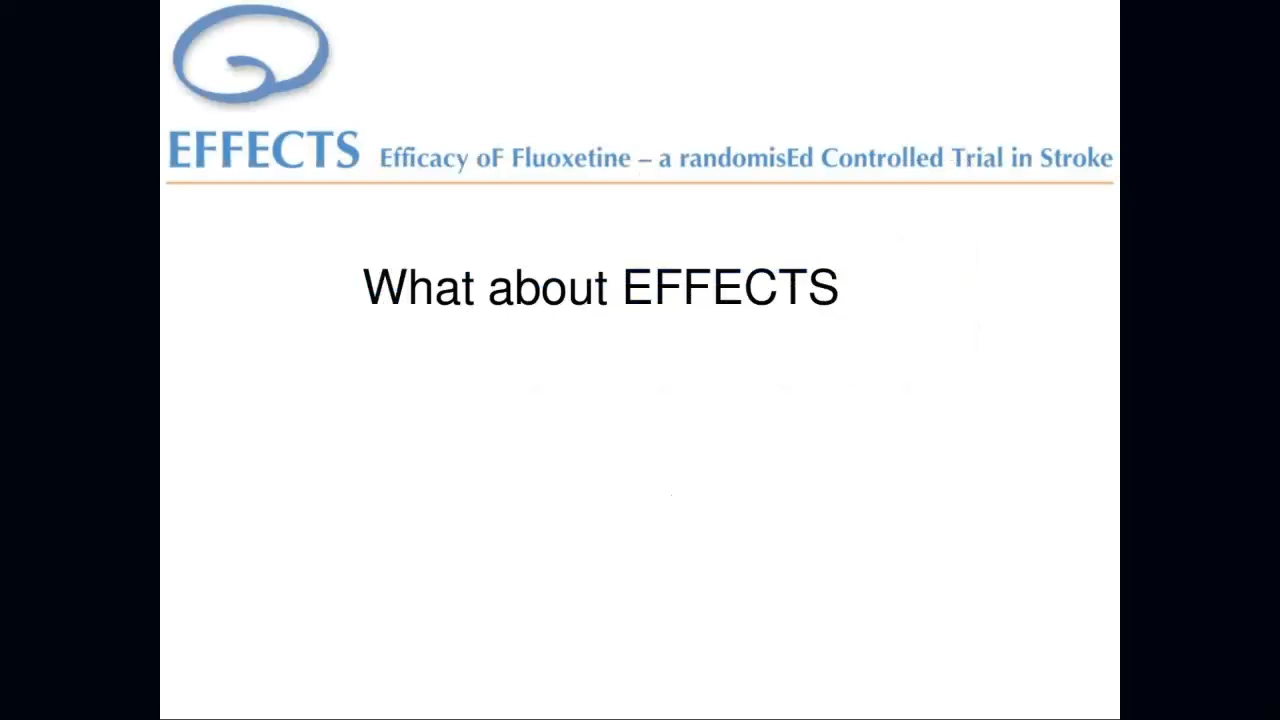 EFFECTS Efficacy oF Fluoxetine – a randomisEd Controlled Trial in Stroke
What about EFFECTS